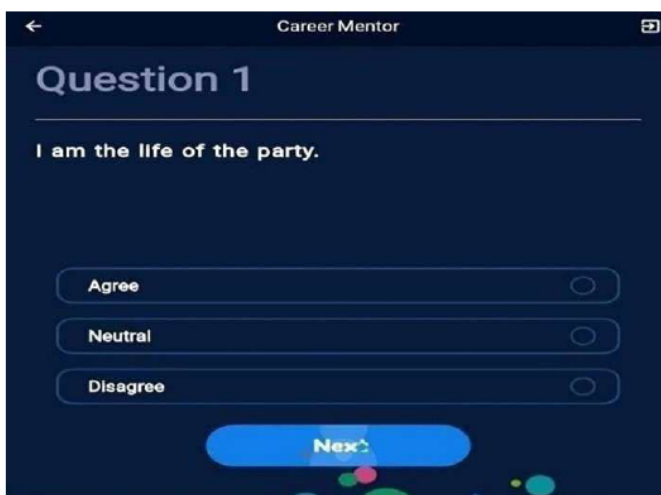 Career Mentor
Question 1
I am the life of the party.
Agree
Neutral
Disagree
Next